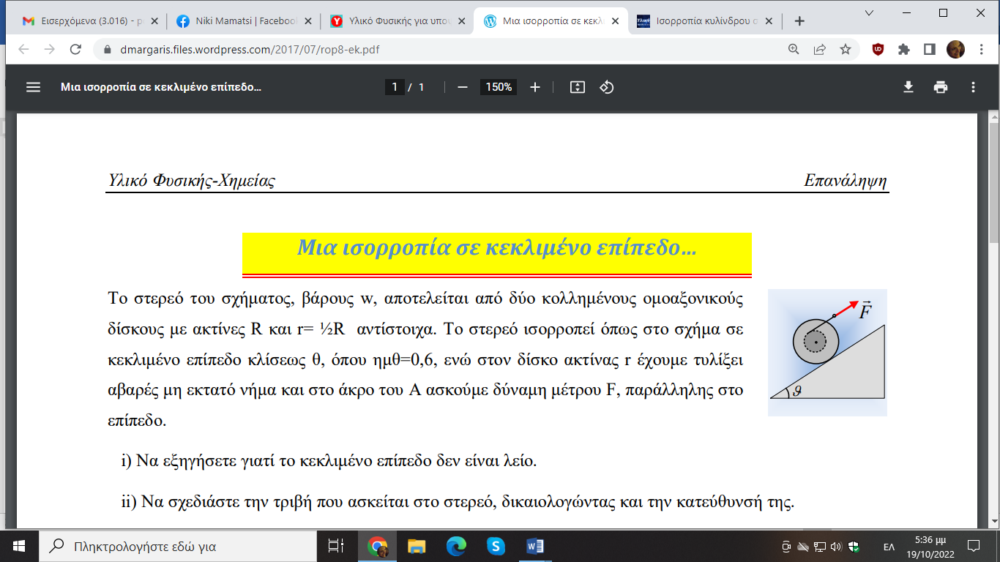 Εισερχόμενα (3.016) - p
Niki Mamatsi | Facebook
Υλικό Φυσικής για υπου
Μια ισορροπία σε κεκλι
Ισορροπία κυλίνδρου σ
dmargaris.files.wordpress.com/2017/07/rop8-ek.pdf
Μια ισορροπία σε κεκλιμένο επίπεδο…
1 / 1
150%
Υλικό Φυσικής-Χημείας
Επανάληψη
Μια ισορροπία σε κεκλιμένο επίπεδο…
Το στερεό του σχήματος, βάρους w, αποτελείται από δύο κολλημένους ομοαξονικούς
δίσκους με ακτίνες R και r= ½R αντίστοιχα. Το στερεό ισορροπεί όπως στο σχήμα σε
κεκλιμένο επίπεδο κλίσεως θ, όπου ημθ=0,6, ενώ στον δίσκο ακτίνας r έχουμε τυλίξει
αβαρές μη εκτατό νήμα και στο άκρο του Α ασκούμε δύναμη μέτρου F, παράλληλης στο
επίπεδο.
F
θ
i) Να εξηγήσετε γιατί το κεκλιμένο επίπεδο δεν είναι λείο.
ii) Να σχεδιάστε την τριβή που ασκείται στο στερεό, δικαιολογώντας και την κατεύθυνσή της.
Πληκτρολογήστε εδώ για
ΕΛ
5:36 μμ
19/10/2022